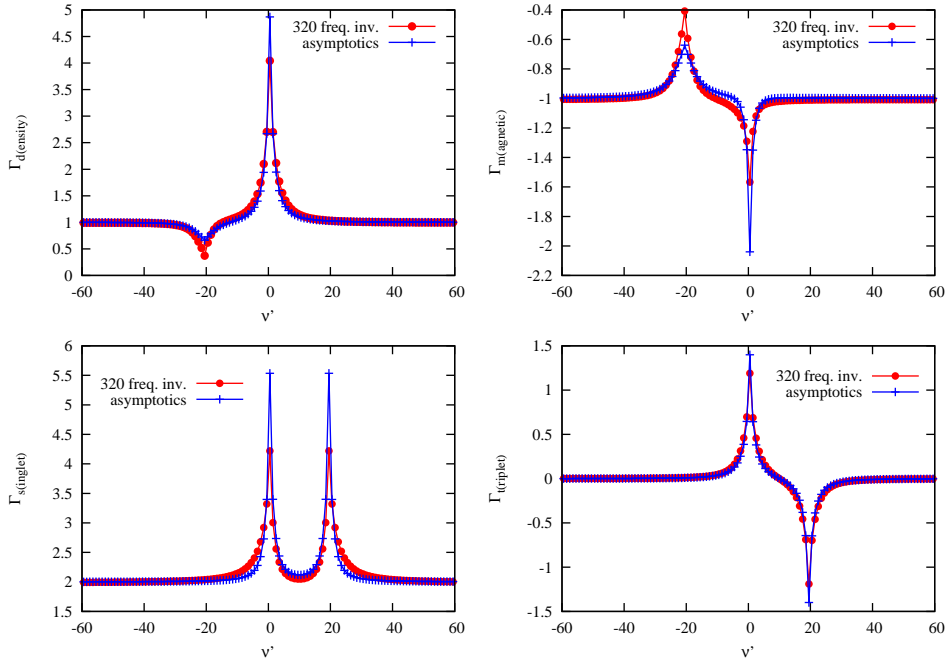 5
4.5
4
3.5
3
2.5
2
1.5
1
0.5
0
-60 -40 -20 0 20 40 60
Γd(ensity)
ν'
320 freq. inv.
asymptotics
-0.4
-0.6
-0.8
-1
-1.2
-1.4
-1.6
-1.8
-2
-2.2
-60 -40 -20 0 20 40 60
Γm(agnetic)
ν'
320 freq. inv.
asymptotics
6
5.5
5
4.5
4
3.5
3
2.5
2
1.5
-60 -40 -20 0 20 40 60
Γs(inglet)
ν'
320 freq. inv.
asymptotics
1.5
1
0.5
0
-0.5
-1
-1.5
-60 -40 -20 0 20 40 60
Γt(riplet)
ν'
320 freq. inv.
asymptotics